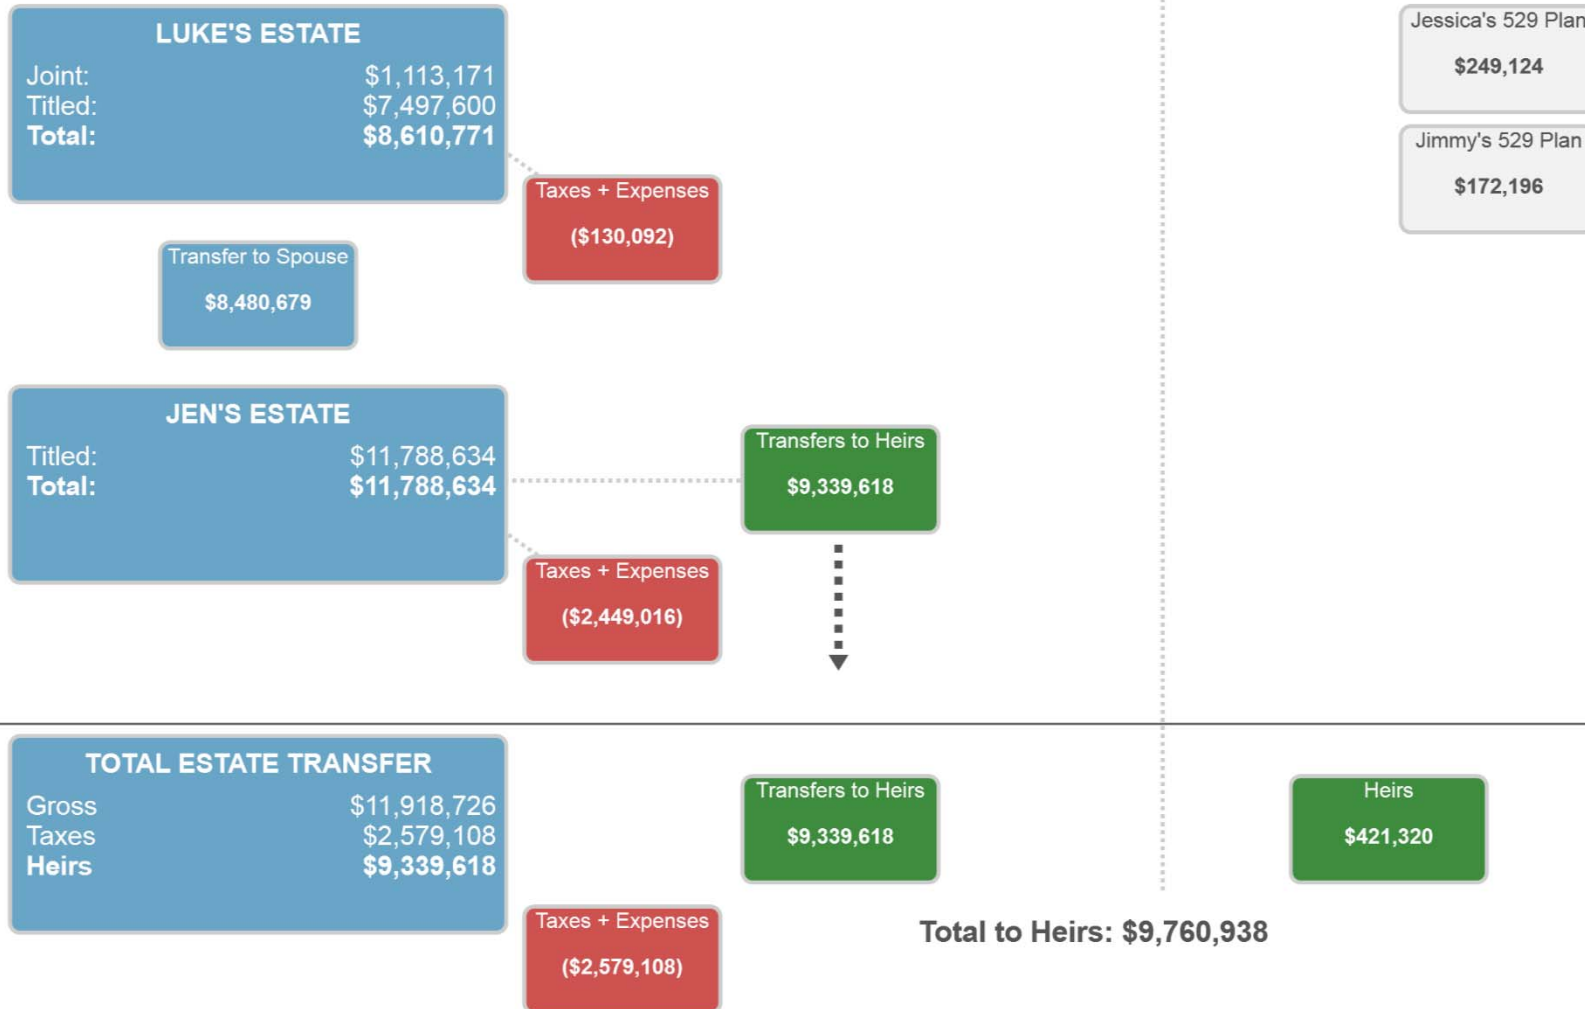 LUKE'S ESTATE
Joint: $1,113,171
Titled: $7,497,600
Total: $8,610,771
Taxes + Expenses
($130,092)
Transfer to Spouse
$8,480,679
Jessica's 529 Plan
$249,124
Jimmy's 529 Plan
$172,196
JEN'S ESTATE
Titled: $11,788,634
Total: $11,788,634
Transfers to Heirs
$9,339,618
Taxes + Expenses
($2,449,016)
TOTAL ESTATE TRANSFER
Gross $11,918,726
Taxes $2,579,108
Heirs $9,339,618
Transfers to Heirs
$9,339,618
Heirs
$421,320
Taxes + Expenses
($2,579,108)
Total to Heirs: $9,760,938